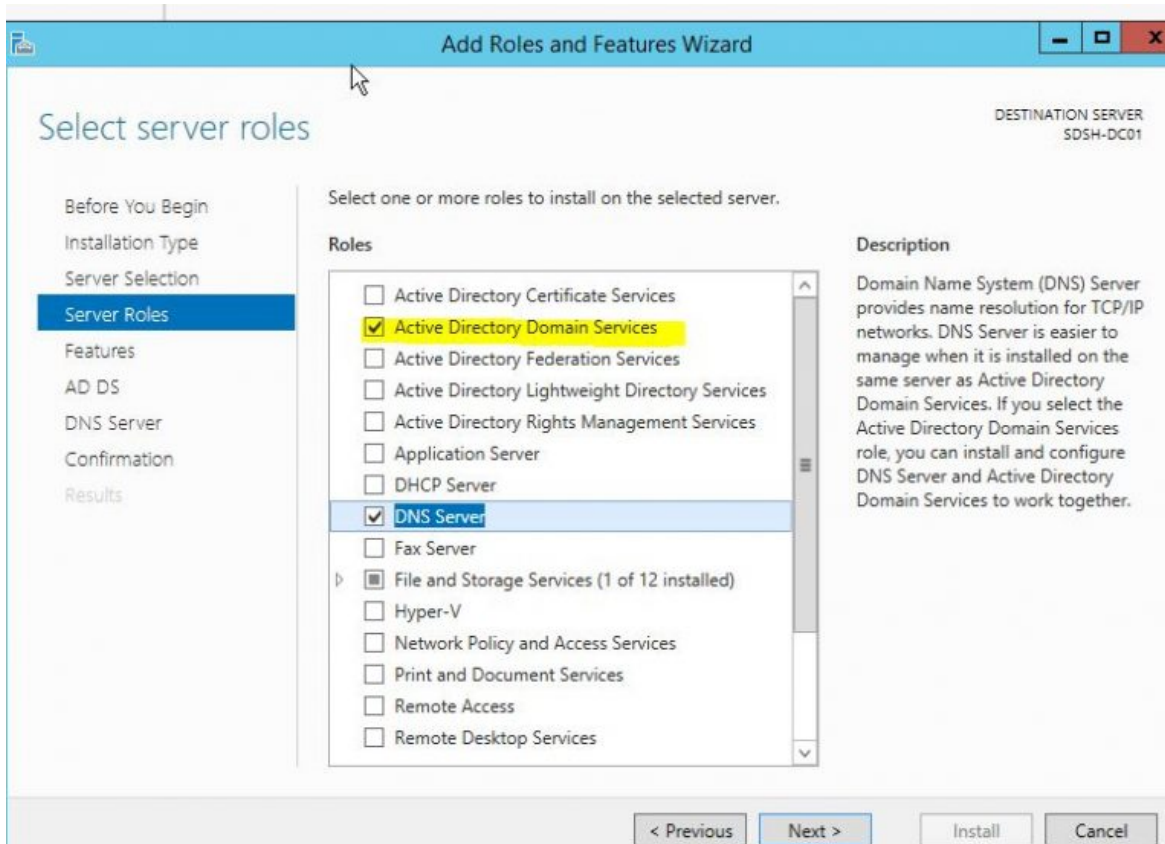 Add Roles and Features Wizard
Select server roles
DESTINATION SERVER
SDSH-DC01
Before You Begin
Installation Type
Server Selection
Server Roles
Features
AD DS
DNS Server
Confirmation
Results
Select one or more roles to install on the selected server.
Roles
Active Directory Certificate Services
Active Directory Domain Services
Active Directory Federation Services
Active Directory Lightweight Directory Services
Active Directory Rights Management Services
Application Server
DHCP Server
DNS Server
Fax Server
File and Storage Services (1 of 12 installed)
Hyper-V
Network Policy and Access Services
Print and Document Services
Remote Access
Remote Desktop Services
Description
Domain Name System (DNS) Server
provides name resolution for TCP/IP
networks. DNS Server is easier to
manage when it is installed on the
same server as Active Directory
Domain Services. If you select the
Active Directory Domain Services
role, you can install and configure
DNS Server and Active Directory
Domain Services to work together.
< Previous
Next >
Install
Cancel